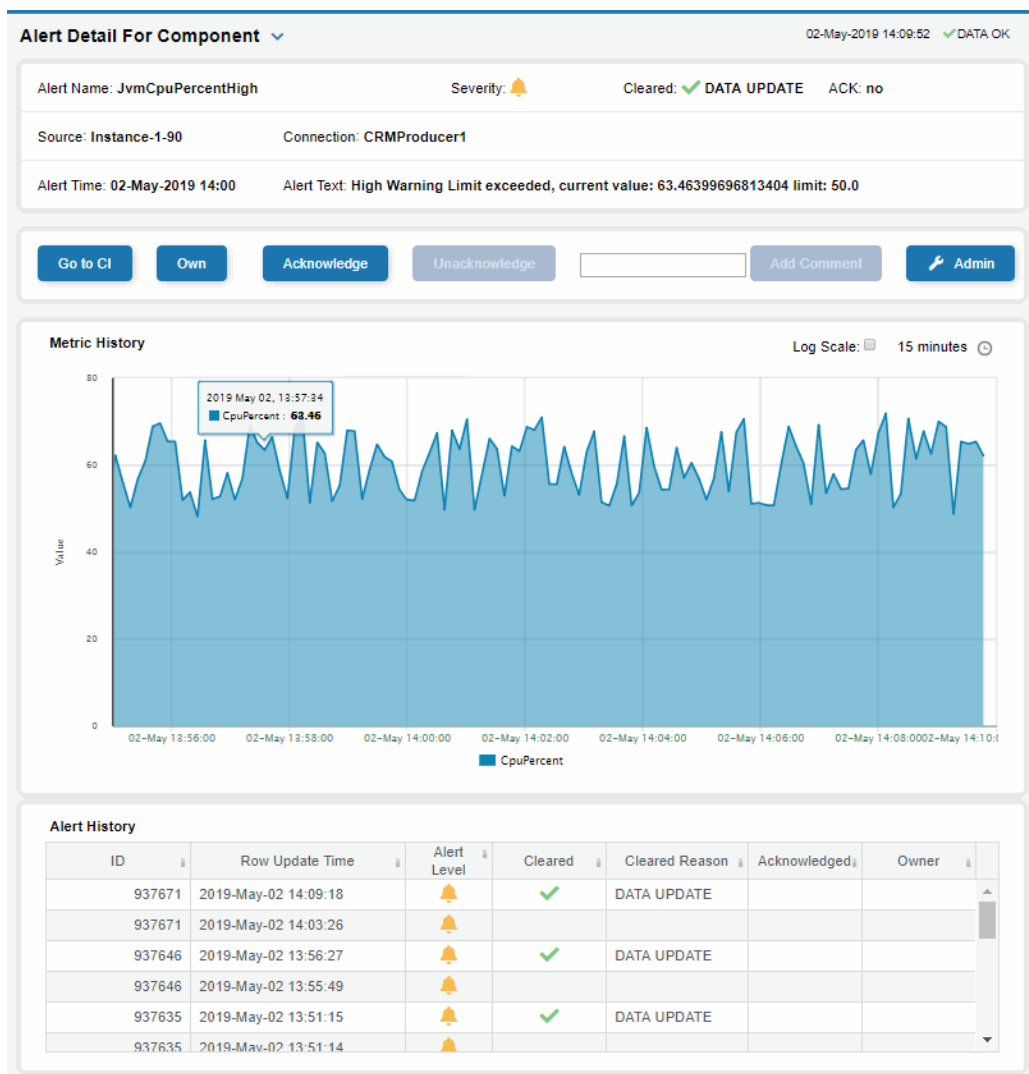 Alert Detail For Component
02-May-2019 14:09:52 DATA OK
Alert Name: JvmCpuPercentHigh Severity: Cleared: DATA UPDATE ACK: no
Source: Instance-1-90 Connection: CRMProducer1
Alert Time: 02-May-2019 14:00 Alert Text: High Warning Limit exceeded, current value: 63.46399696813404 limit: 50.0
Go to CI Own Acknowledge Unacknowledge Add Comment Admin
Metric History
Log Scale: 15 minutes
80
2019 May 02, 13:57:34
CpuPercent : 63.46
60
Value
40
20
0
02-May 13:56:00 02-May 13:58:00 02-May 14:00:00 02-May 14:02:00 02-May 14:04:00 02-May 14:06:00 02-May 14:08:00 02-May 14:10:0
CpuPercent
Alert History
ID Row Update Time Alert Level Cleared Cleared Reason Acknowledged Owner
937671 2019-May-02 14:09:18 DATA UPDATE
937671 2019-May-02 14:03:26
937646 2019-May-02 13:56:27 DATA UPDATE
937646 2019-May-02 13:55:49
937635 2019-May-02 13:51:15 DATA UPDATE
937635 2019-May-02 13:51:14